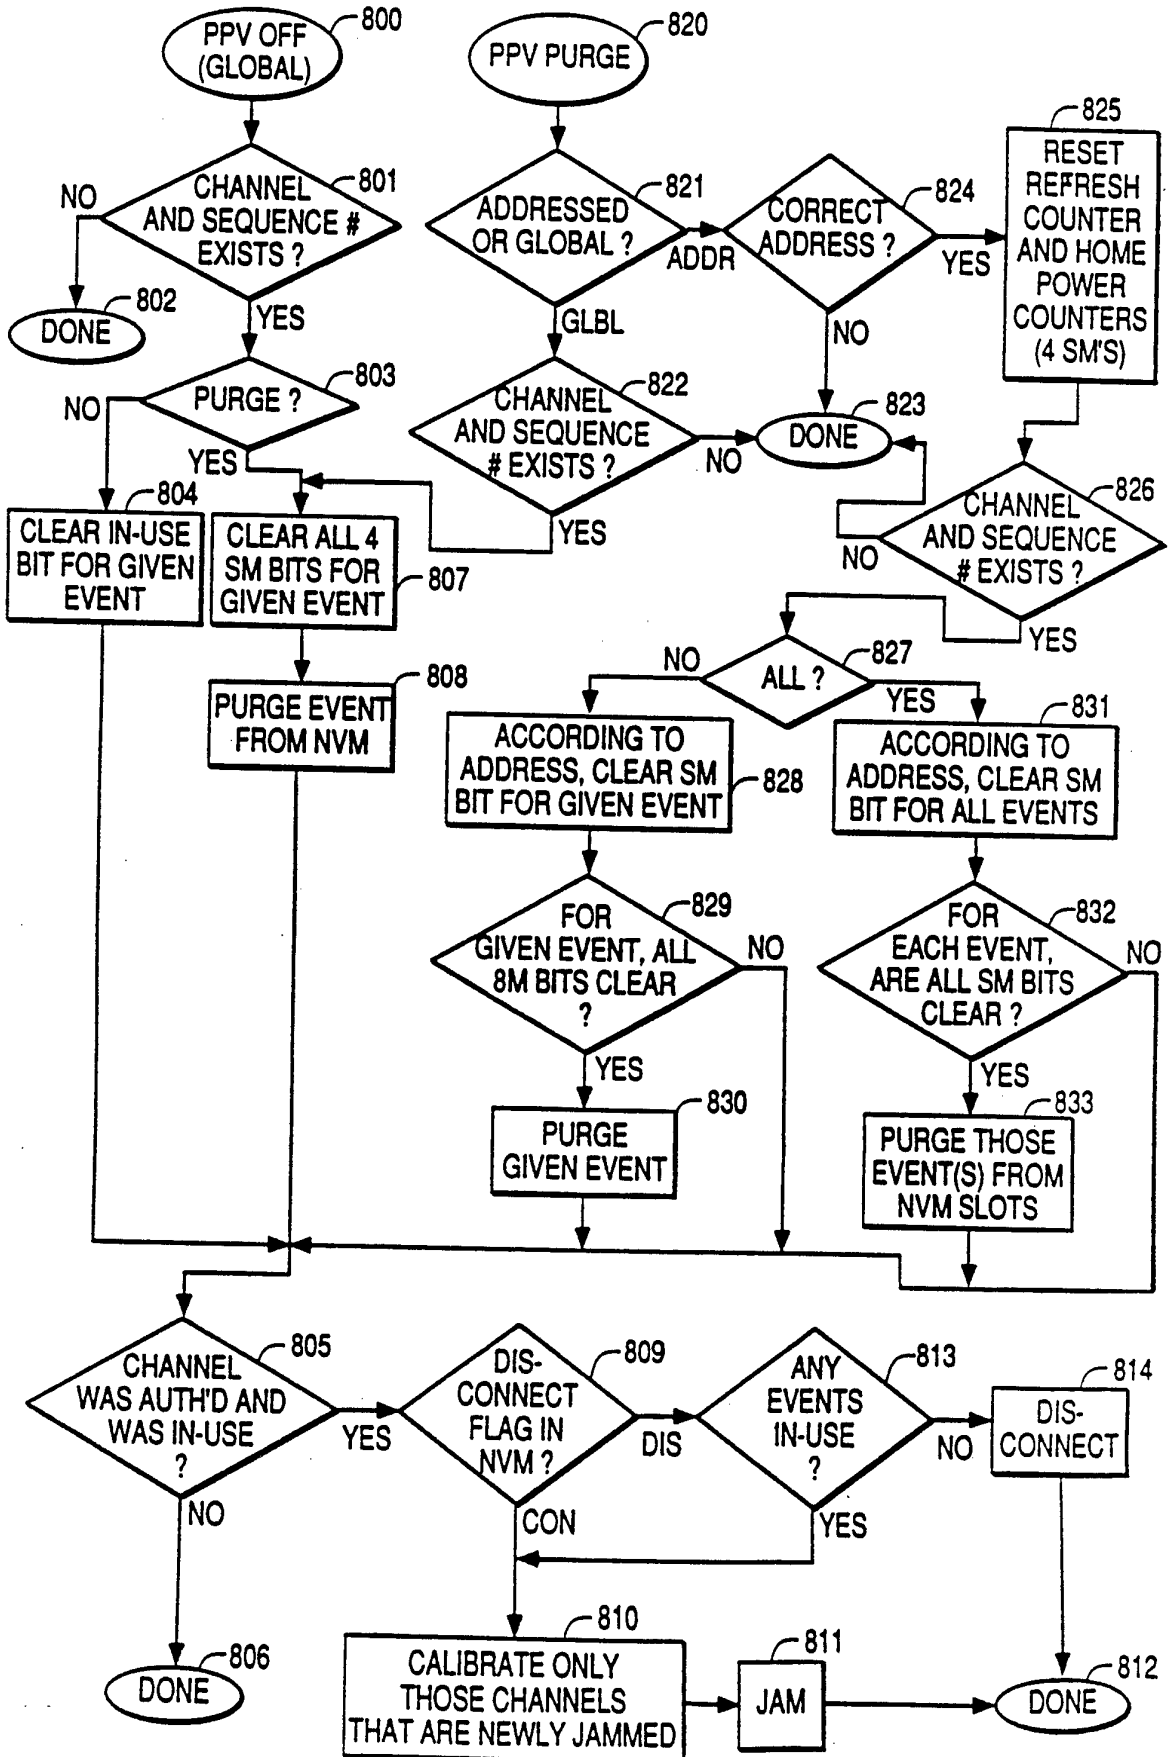 PPV OFF
(GLOBAL)
800
PPV PURGE
820
CHANNEL
AND SEQUENCE #
EXISTS ?
801
NO
YES
DONE
802
PURGE ?
803
NO
YES
CLEAR IN-USE
BIT FOR GIVEN
EVENT
804
CLEAR ALL 4
SM BITS FOR
GIVEN EVENT
807
PURGE EVENT
FROM NVM
808
ADDRESSED
OR GLOBAL ?
821
ADDR
GLBL
CORRECT
ADDRESS ?
824
YES
NO
RESET
REFRESH
COUNTER
AND HOME
POWER
COUNTERS
(4 SM'S)
825
CHANNEL
AND SEQUENCE
# EXISTS ?
822
NO
YES
DONE
823
CHANNEL
AND SEQUENCE
# EXISTS ?
826
NO
YES
ALL ?
827
NO
YES
ACCORDING TO
ADDRESS, CLEAR SM
BIT FOR GIVEN EVENT
828
ACCORDING TO
ADDRESS, CLEAR SM
BIT FOR ALL EVENTS
831
FOR
GIVEN EVENT, ALL
8M BITS CLEAR
?
829
NO
YES
FOR
EACH EVENT,
ARE ALL SM BITS
CLEAR ?
832
NO
YES
PURGE
GIVEN EVENT
830
PURGE THOSE
EVENT(S) FROM
NVM SLOTS
833
CHANNEL
WAS AUTH'D AND
WAS IN-USE
?
805
YES
NO
DIS-
CONNECT
FLAG IN
NVM ?
809
DIS
CON
ANY
EVENTS
IN-USE
?
813
NO
YES
DIS-
CONNECT
814
DONE
806
CALIBRATE ONLY
THOSE CHANNELS
THAT ARE NEWLY JAMMED
810
JAM
811
DONE
812